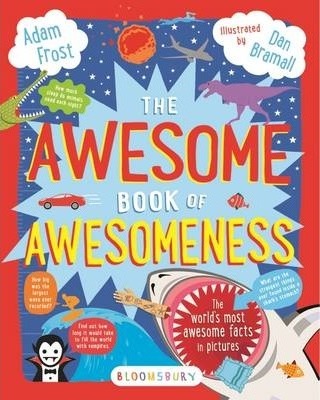 Adam
Frost
Illustrated
by
Dan
Bramall
How much
sleep do animals
need each night?
THE
AWESOME
BOOK OF
AWESOMENESS
How big
was the
largest
wave ever
recorded?
What are the
strangest things
ever found inside a
shark's stomach?
Find out how
long it would take
to fill the world
with vampires.
The
world's most
awesome facts
in pictures
BLOOMSBURY